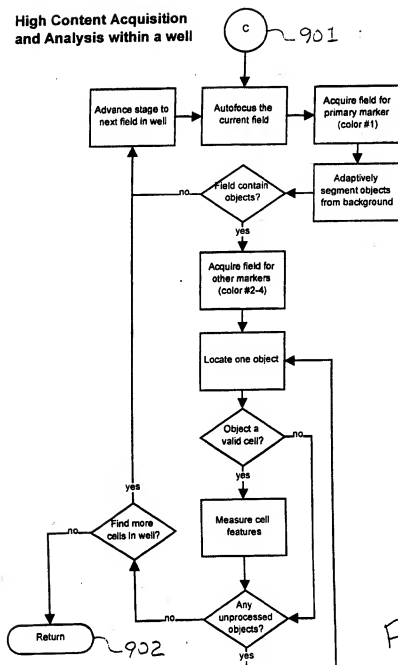 High Content Acquisition
and Analysis within a well
C
901
Advance stage to
next field in well
Autofocus the
current field
Acquire field for
primary marker
(color #1)
Adaptively
segment objects
from background
Field contain
objects?
no
yes
Acquire field for
other markers
(color #2-4)
Locate one object
Object a
valid cell?
no
yes
Measure cell
features
yes
Find more
cells in well?
no
no
Any
unprocessed
objects?
yes
Return
902
F